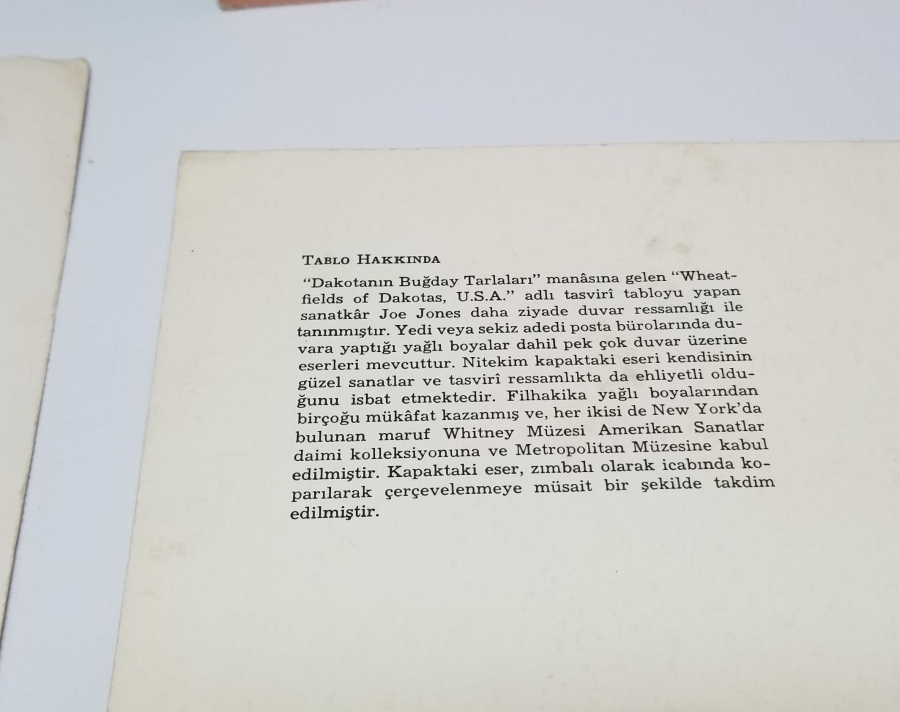 TABLO HAKKINDA
“Dakotanın Buğday Tarlaları” manâsına gelen “Wheat-
fields of Dakotas, U.S.A.” adlı tasvirî tabloyu yapan
sanatkâr Joe Jones daha ziyade duvar ressamlığı ile
tanınmıştır. Yedi veya sekiz adedi posta bürolarında du-
vara yaptığı yağlı boyalar dahil pek çok duvar üzerine
eserleri mevcuttur. Nitekim kapaktaki eseri kendisinin
güzel sanatlar ve tasvirî ressamlıkta da ehliyetli oldu-
ğunu isbat etmektedir. Filhakika yağlı boyalarından
birçoğu mükâfat kazanmış ve, her ikisi de New York’da
bulunan maruf Whitney Müzesi Amerikan Sanatlar
daimi kolleksiyonuna ve Metropolitan Müzesine kabul
edilmiştir. Kapaktaki eser, zımbalı olarak icabında ko-
parılarak çerçevelenmeye müsait bir şekilde takdim
edilmiştir.